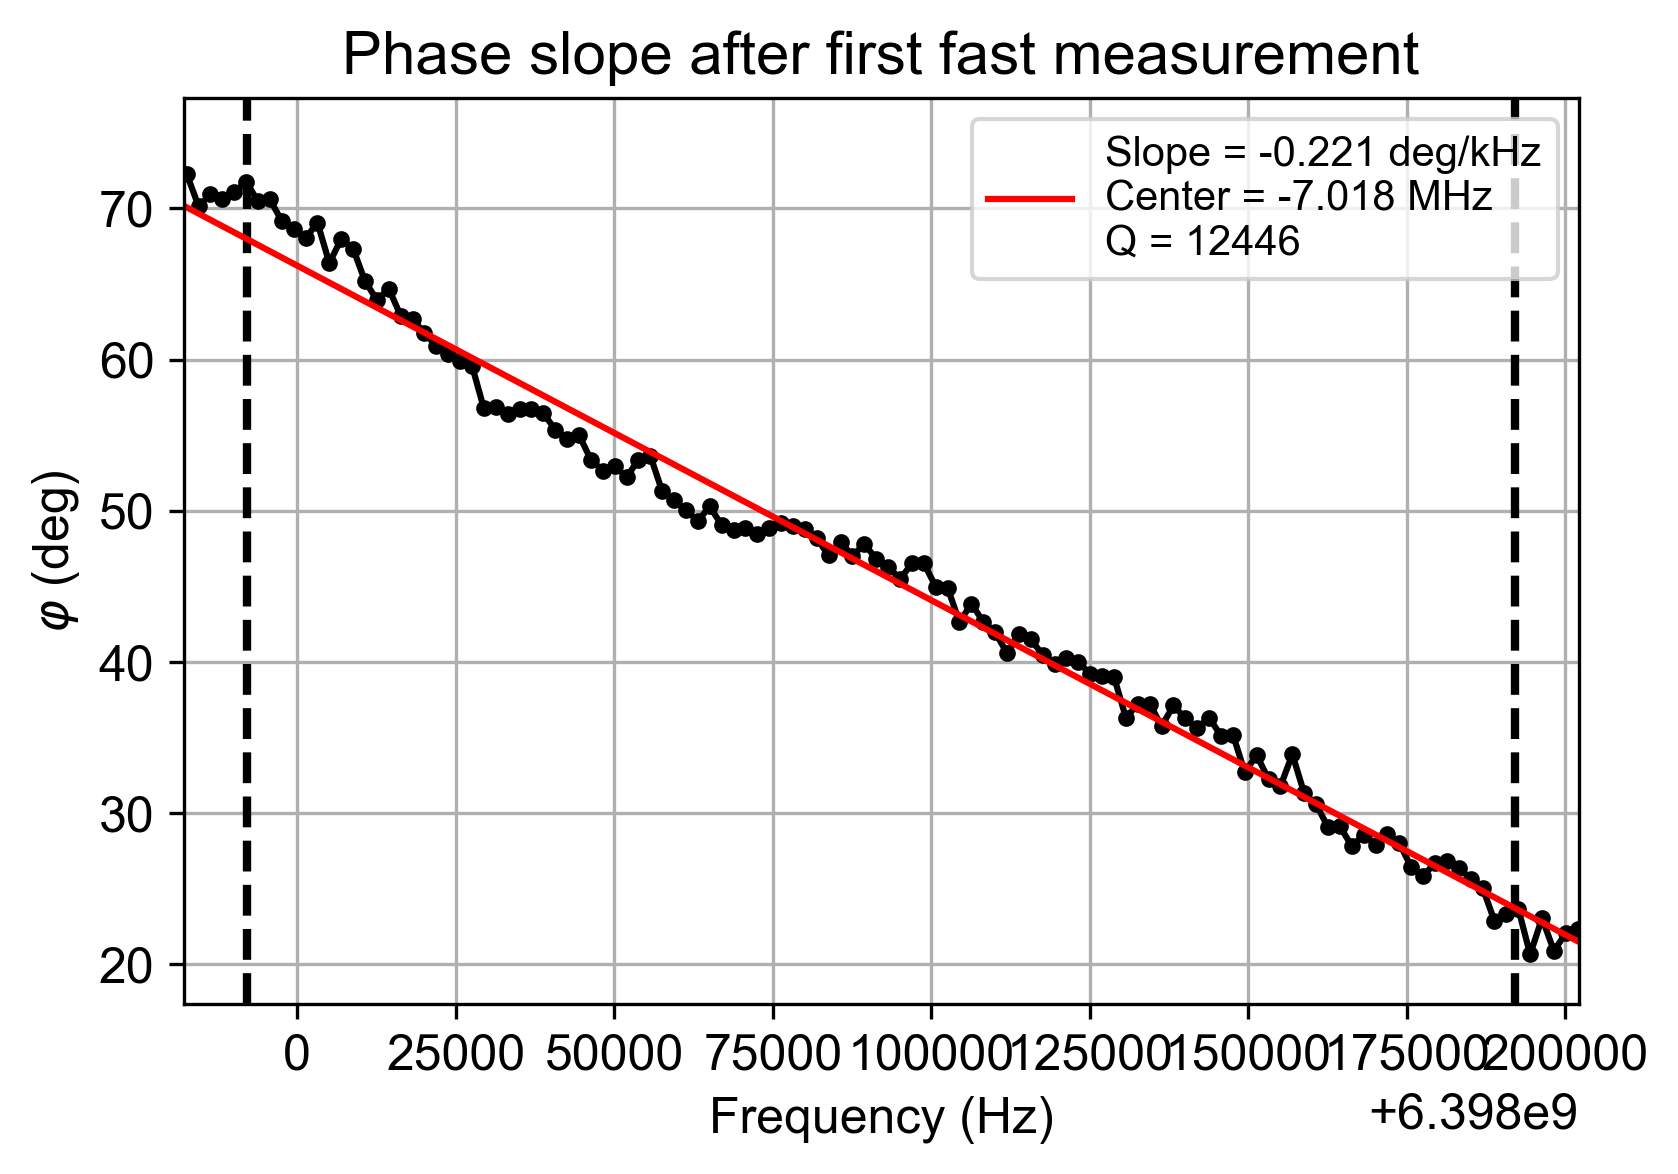 Phase slope after first fast measurement
Slope = -0.221 deg/kHz
Center = -7.018 MHz
Q = 12446
70
60
50
40
30
20
φ (deg)
0 25000 50000 75000 100000 125000 150000 175000 200000
Frequency (Hz)
+6.398e9